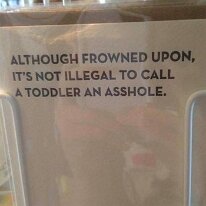 ALTHOUGH FROWNED UPON,
IT'S NOT ILLEGAL TO CALL
A TODDLER AN ASSHOLE.